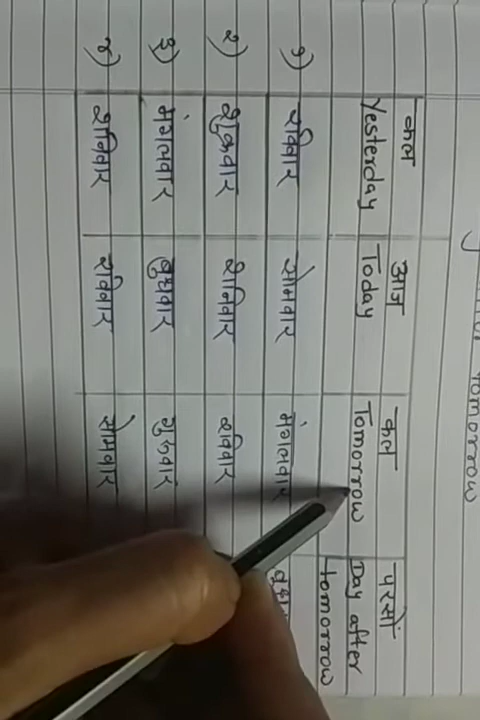 tomorrow
कल आज कल परसों
Yesterday Today Tomorrow Day after
tomorrow
१) रविवार सोमवार मंगलवार
२) शुक्रवार शनिवार रविवार
३) मंगलवार बुधवार गुरुवार
४) शनिवार रविवार सोमवार